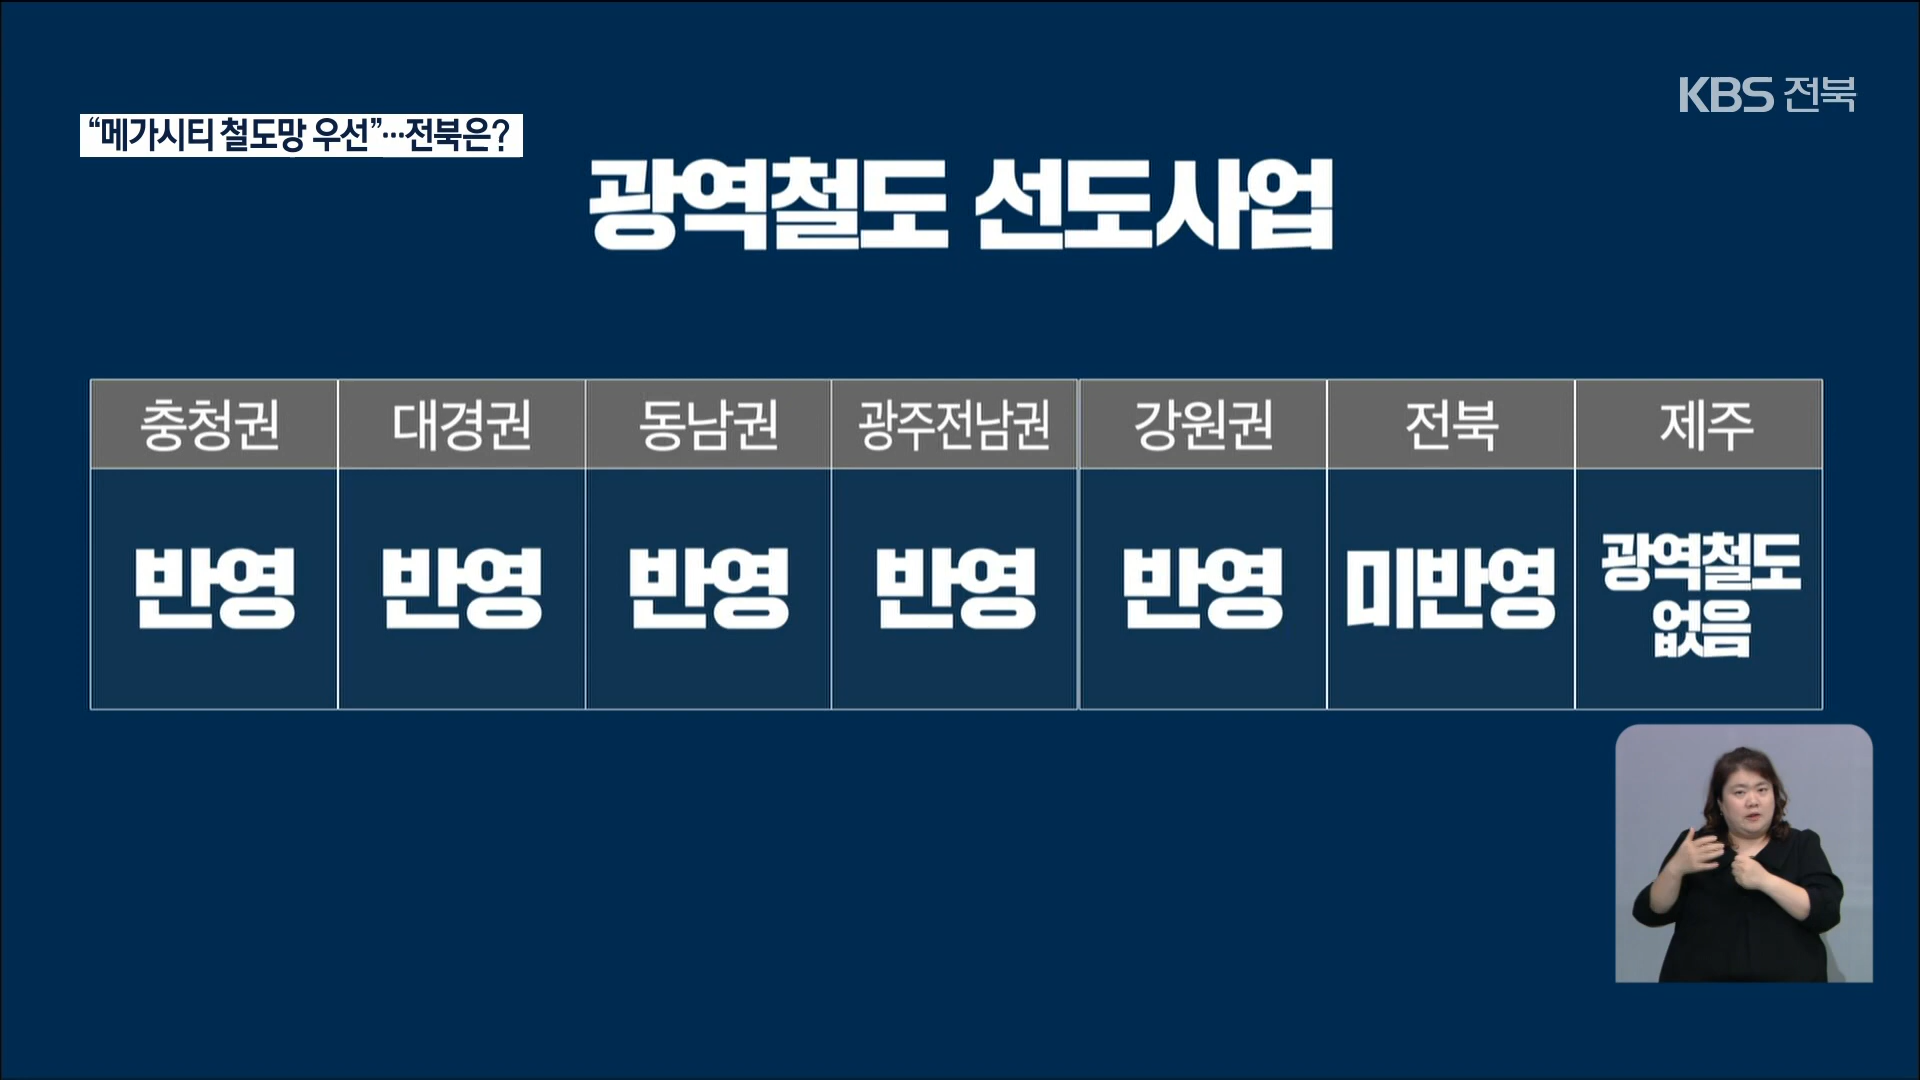 KBS 전북
“메가시티 철도망 우선”…전북은?
광역철도 선도사업
충청권 대경권 동남권 광주전남권 강원권 전북 제주
반영 반영 반영 반영 반영 미반영 광역철도
없음